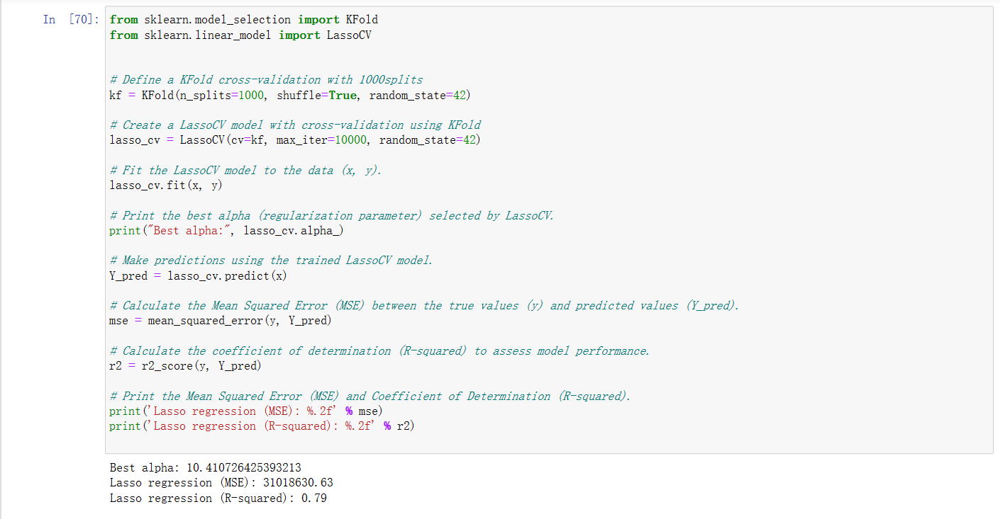 In [70]:
from sklearn.model_selection import KFold
from sklearn.linear_model import LassoCV
# Define a KFold cross-validation with 1000splits
kf = KFold(n_splits=1000, shuffle=True, random_state=42)
# Create a LassoCV model with cross-validation using KFold
lasso_cv = LassoCV(cv=kf, max_iter=10000, random_state=42)
# Fit the LassoCV model to the data (x, y).
lasso_cv.fit(x, y)
# Print the best alpha (regularization parameter) selected by LassoCV.
print("Best alpha:", lasso_cv.alpha_)
# Make predictions using the trained LassoCV model.
Y_pred = lasso_cv.predict(x)
# Calculate the Mean Squared Error (MSE) between the true values (y) and predicted values (Y_pred).
mse = mean_squared_error(y, Y_pred)
# Calculate the coefficient of determination (R-squared) to assess model performance.
r2 = r2_score(y, Y_pred)
# Print the Mean Squared Error (MSE) and Coefficient of Determination (R-squared).
print('Lasso regression (MSE): %.2f' % mse)
print('Lasso regression (R-squared): %.2f' % r2)
Best alpha: 10.410726425393213
Lasso regression (MSE): 31018630.63
Lasso regression (R-squared): 0.79